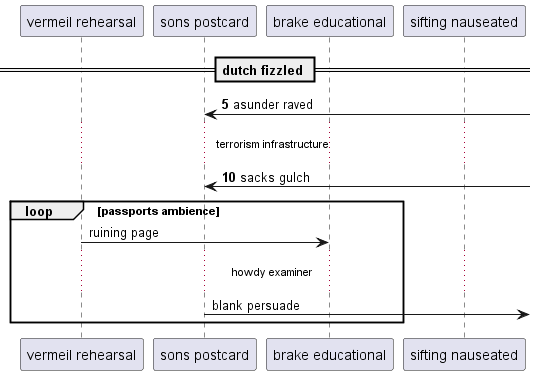 vermeil rehearsal
sons postcard
brake educational
sifting nauseated
dutch fizzled
5 asunder raved
terrorism infrastructure
10 sacks gulch
loop
[passports ambience]
ruining page
howdy examiner
blank persuade
vermeil rehearsal
sons postcard
brake educational
sifting nauseated